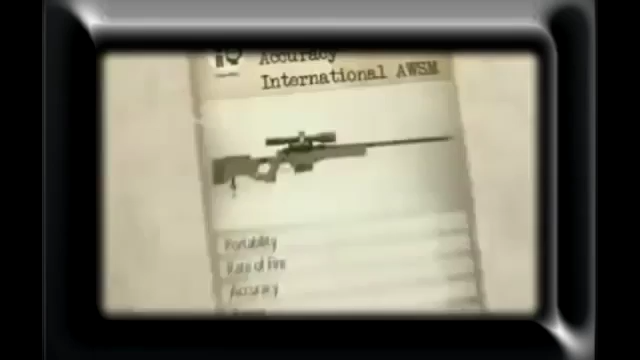 Accuracy
International AWSM
Portability
Rate of Fire
Accuracy